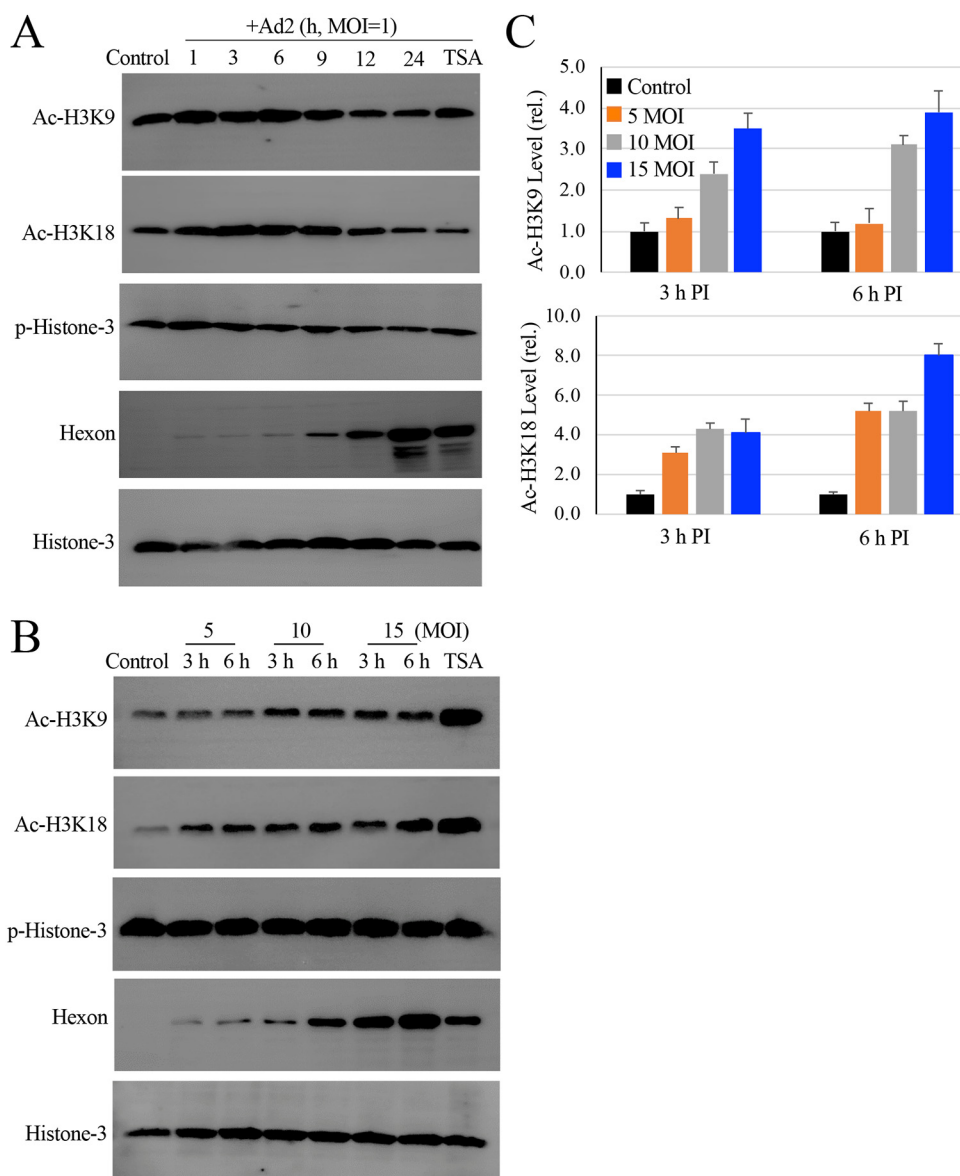 A
+Ad2 (h, MOI=1)
Control 1 3 6 9 12 24 TSA
Ac-H3K9
Ac-H3K18
p-Histone-3
Hexon
Histone-3
B
5 10 15 (MOI)
Control 3 h 6 h 3 h 6 h 3 h 6 h TSA
Ac-H3K9
Ac-H3K18
p-Histone-3
Hexon
Histone-3
C
Ac-H3K9 Level (rel.)
5.0
4.0
3.0
2.0
1.0
0.0
Control
5 MOI
10 MOI
15 MOI
3 h PI 6 h PI
Ac-H3K18 Level (rel.)
10.0
8.0
6.0
4.0
2.0
0.0
3 h PI 6 h PI